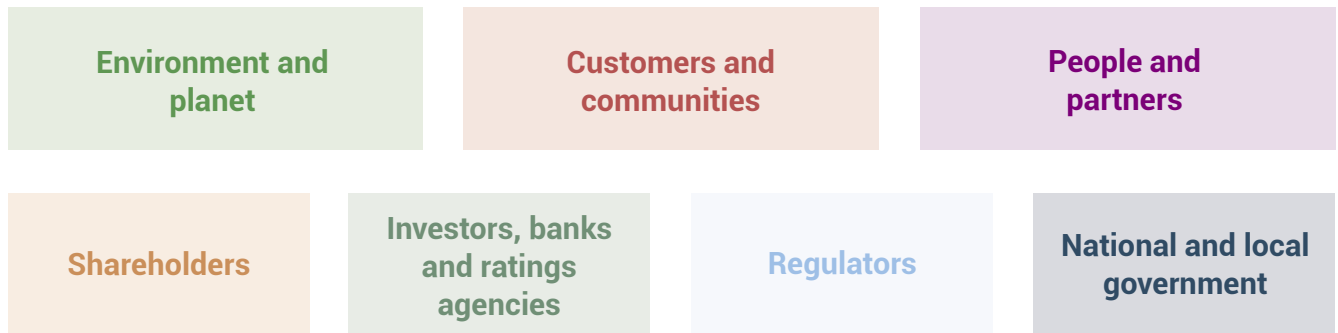 Environment and
planet
Customers and
communities
People and
partners
Shareholders
Investors, banks
and ratings
agencies
Regulators
National and local
government